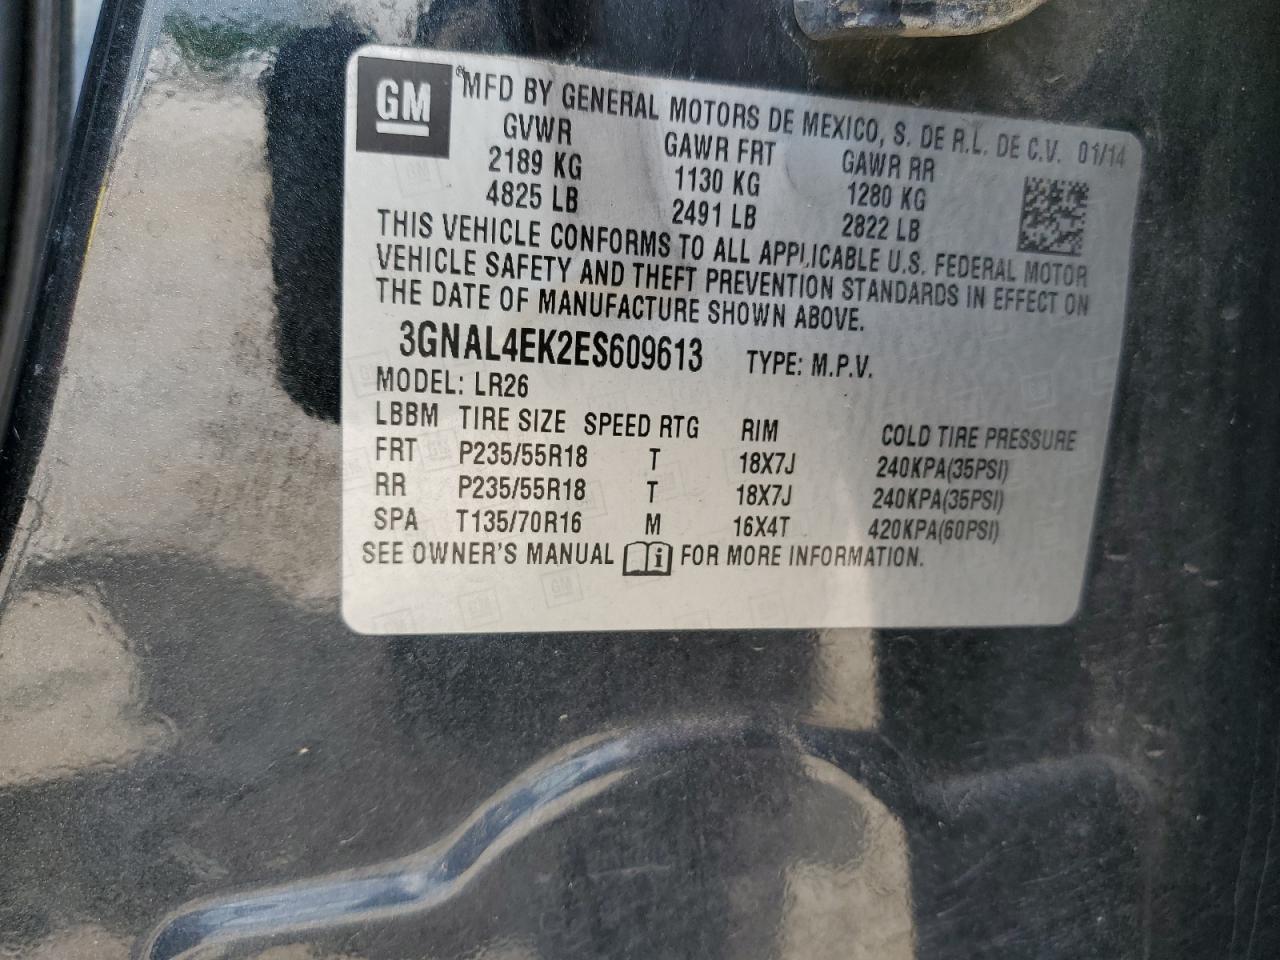 GM ® MFD BY GENERAL MOTORS DE MEXICO, S. DE R.L. DE C.V. 01/14
GVWR GAWR FRT GAWR RR
2189 KG 1130 KG 1280 KG
4825 LB 2491 LB 2822 LB
THIS VEHICLE CONFORMS TO ALL APPLICABLE U.S. FEDERAL MOTOR
VEHICLE SAFETY AND THEFT PREVENTION STANDARDS IN EFFECT ON
THE DATE OF MANUFACTURE SHOWN ABOVE.
3GNAL4EK2ES609613 TYPE: M.P.V.
MODEL: LR26
LBBM TIRE SIZE SPEED RTG RIM COLD TIRE PRESSURE
FRT P235/55R18 T 18X7J 240KPA(35PSI)
RR P235/55R18 T 18X7J 240KPA(35PSI)
SPA T135/70R16 M 16X4T 420KPA(60PSI)
SEE OWNER'S MANUAL i FOR MORE INFORMATION.